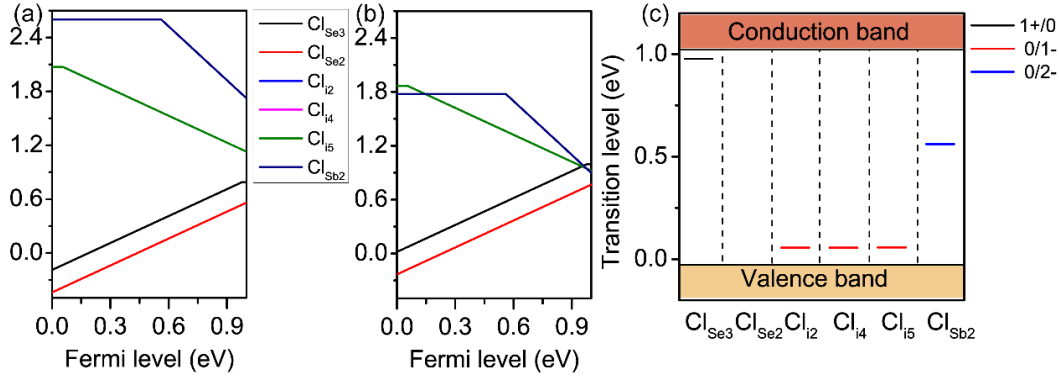 (a)
2.4
1.8
1.2
0.6
0.0
0.0 0.3 0.6 0.9
Fermi level (eV)
Cl_Se3
Cl_Se2
Cl_i2
Cl_i4
Cl_i5
Cl_Sb2
(b)
2.4
1.8
1.2
0.6
0.0
0.0 0.3 0.6 0.9
Fermi level (eV)
(c)
Transition level (eV)
1.0
0.5
0.0
Conduction band
Valence band
Cl_Se3 Cl_Se2 Cl_i2 Cl_i4 Cl_i5 Cl_Sb2
1+/0
0/1-
0/2-